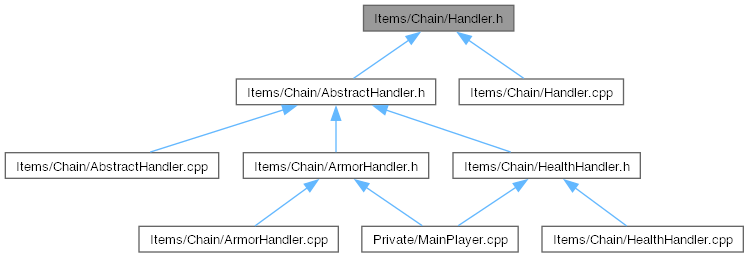 Items/Chain/Handler.h
Items/Chain/AbstractHandler.h
Items/Chain/Handler.cpp
Items/Chain/AbstractHandler.cpp
Items/Chain/ArmorHandler.h
Items/Chain/HealthHandler.h
Items/Chain/ArmorHandler.cpp
Private/MainPlayer.cpp
Items/Chain/HealthHandler.cpp